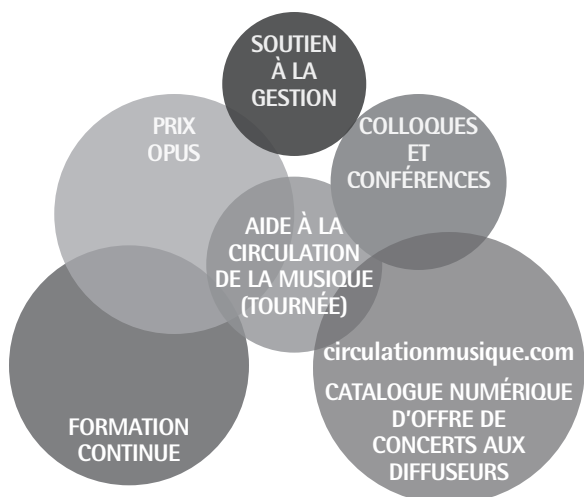 SOUTIEN
À LA
GESTION
PRIX
OPUS
COLLOQUES
ET
CONFÉRENCES
AIDE À LA
CIRCULATION
DE LA MUSIQUE
(TOURNÉE)
circulationmusique.com
CATALOGUE NUMÉRIQUE
D'OFFRE DE
CONCERTS AUX
DIFFUSEURS
FORMATION
CONTINUE